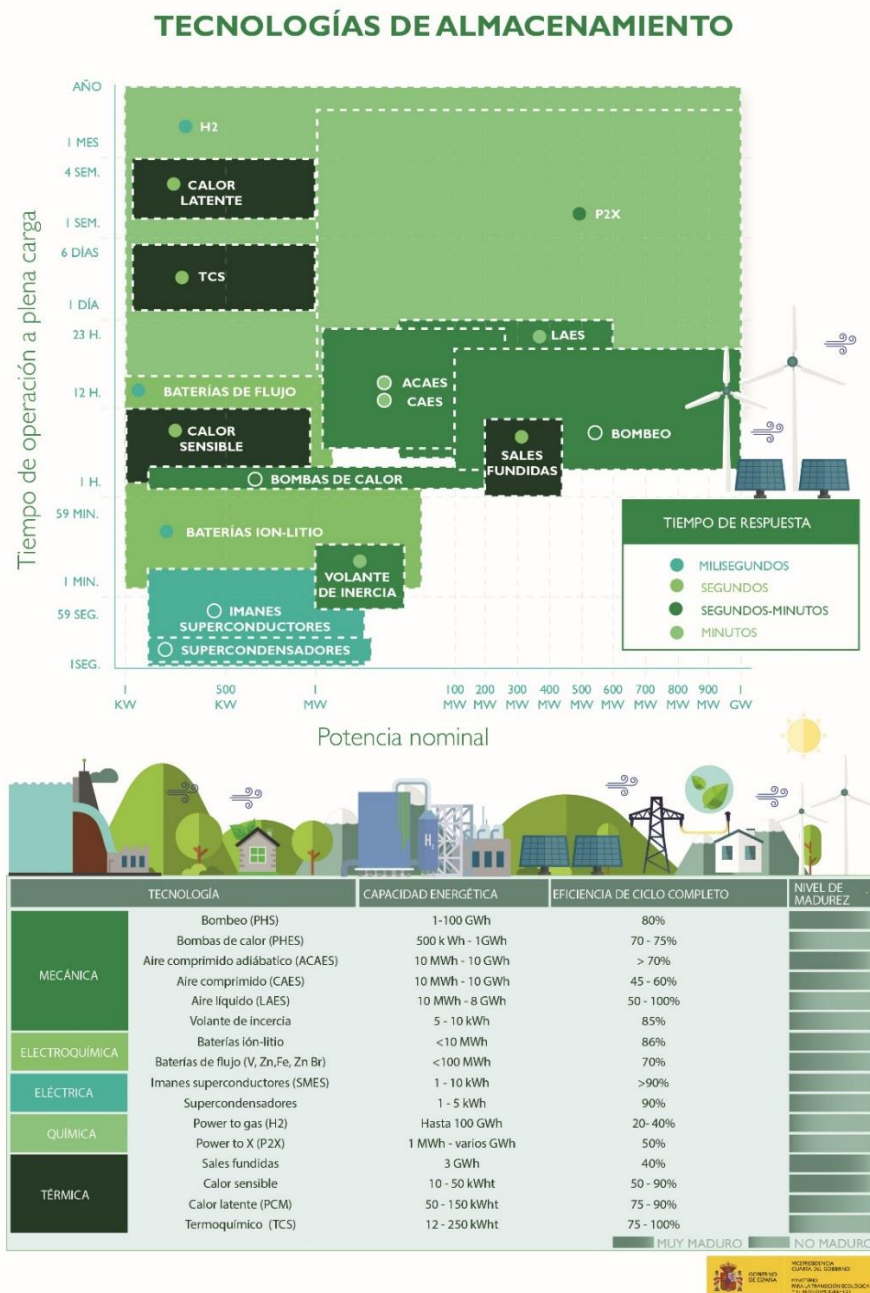 TECNOLOGÍAS DE ALMACENAMIENTO
Tiempo de operación a plena carga
AÑO
1 MES
4 SEM.
1 SEM.
6 DÍAS
1 DÍA
23 H.
12 H.
1 H.
59 MIN.
1 MIN.
59 SEG.
1SEG.
H2
CALOR
LATENTE
P2X
TCS
LAES
ACAES
CAES
BATERÍAS DE FLUJO
CALOR
SENSIBLE
BOMBEO
SALES
FUNDIDAS
BOMBAS DE CALOR
BATERÍAS ION-LITIO
VOLANTE
DE INERCIA
IMANES
SUPERCONDUCTORES
SUPERCONDENSADORES
TIEMPO DE RESPUESTA
MILISEGUNDOS
SEGUNDOS
SEGUNDOS-MINUTOS
MINUTOS
1 500 1 100 200 300 400 500 600 700 800 900 1
KW KW MW MW MW MW MW MW MW MW MW MW GW
Potencia nominal
H2
TECNOLOGÍA CAPACIDAD ENERGÉTICA EFICIENCIA DE CICLO COMPLETO NIVEL DE MADUREZ
MECÁNICA
Bombeo (PHS) 1-100 GWh 80%
Bombas de calor (PHES) 500 k Wh - 1GWh 70 - 75%
Aire comprimido adiábatico (ACAES) 10 MWh - 10 GWh > 70%
Aire comprimido (CAES) 10 MWh - 10 GWh 45 - 60%
Aire líquido (LAES) 10 MWh - 8 GWh 50 - 100%
Volante de incercia 5 - 10 kWh 85%
ELECTROQUÍMICA
Baterías ión-litio <10 MWh 86%
Baterías de flujo (V, Zn,Fe, Zn Br) <100 MWh 70%
ELÉCTRICA
Imanes superconductores (SMES) 1 - 10 kWh >90%
Supercondensadores 1 - 5 kWh 90%
QUÍMICA
Power to gas (H2) Hasta 100 GWh 20- 40%
Power to X (P2X) 1 MWh - varios GWh 50%
TÉRMICA
Sales fundidas 3 GWh 40%
Calor sensible 10 - 50 kWht 50 - 90%
Calor latente (PCM) 50 - 150 kWht 75 - 90%
Termoquímico (TCS) 12 - 250 kWht 75 - 100%
MUY MADURO NO MADURO
GOBIERNO
DE ESPAÑA
VICEPRESIDENCIA
CUARTA DEL GOBIERNO
MINISTERIO
PARA LA TRANSICIÓN ECOLÓGICA